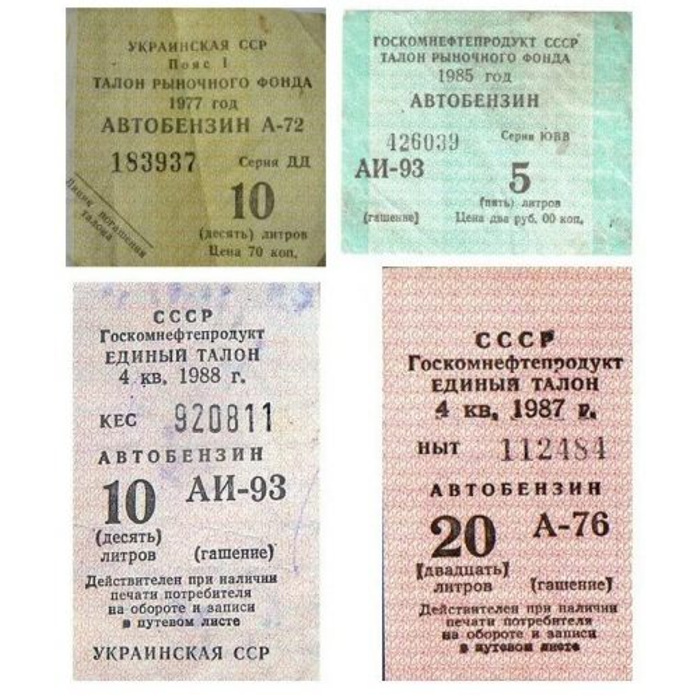 УКРАИНСКАЯ ССР
Пояс I
ТАЛОН РЫНОЧНОГО ФОНДА
1977 год
АВТОБЕНЗИН А-72
183937 Серия ДД
10
(десять) литров
Цена 70 коп.
Линия погашения
талона
ГОСКОМНЕФТЕПРОДУКТ СССР
ТАЛОН РЫНОЧНОГО ФОНДА
1985 год
АВТОБЕНЗИН
426039 Серия ЮВВ
АИ-93 5
(пять) литров
(гашение) Цена два руб. 00 коп.
СССР
Госкомнефтепродукт
ЕДИНЫЙ ТАЛОН
4 кв. 1988 г.
КЕС 920811
АВТОБЕНЗИН
10 АИ-93
(десять)
литров (гашение)
Действителен при наличии
печати потребителя
на обороте и записи
в путевом листе
УКРАИНСКАЯ ССР
СССР
Госкомнефтепродукт
ЕДИНЫЙ ТАЛОН
4 кв. 1987 г.
НЫТ 112484
АВТОБЕНЗИН
20 А-76
(двадцать)
литров (гашение)
Действителен при наличии
печати потребителя
на обороте и записи
в путевом листе